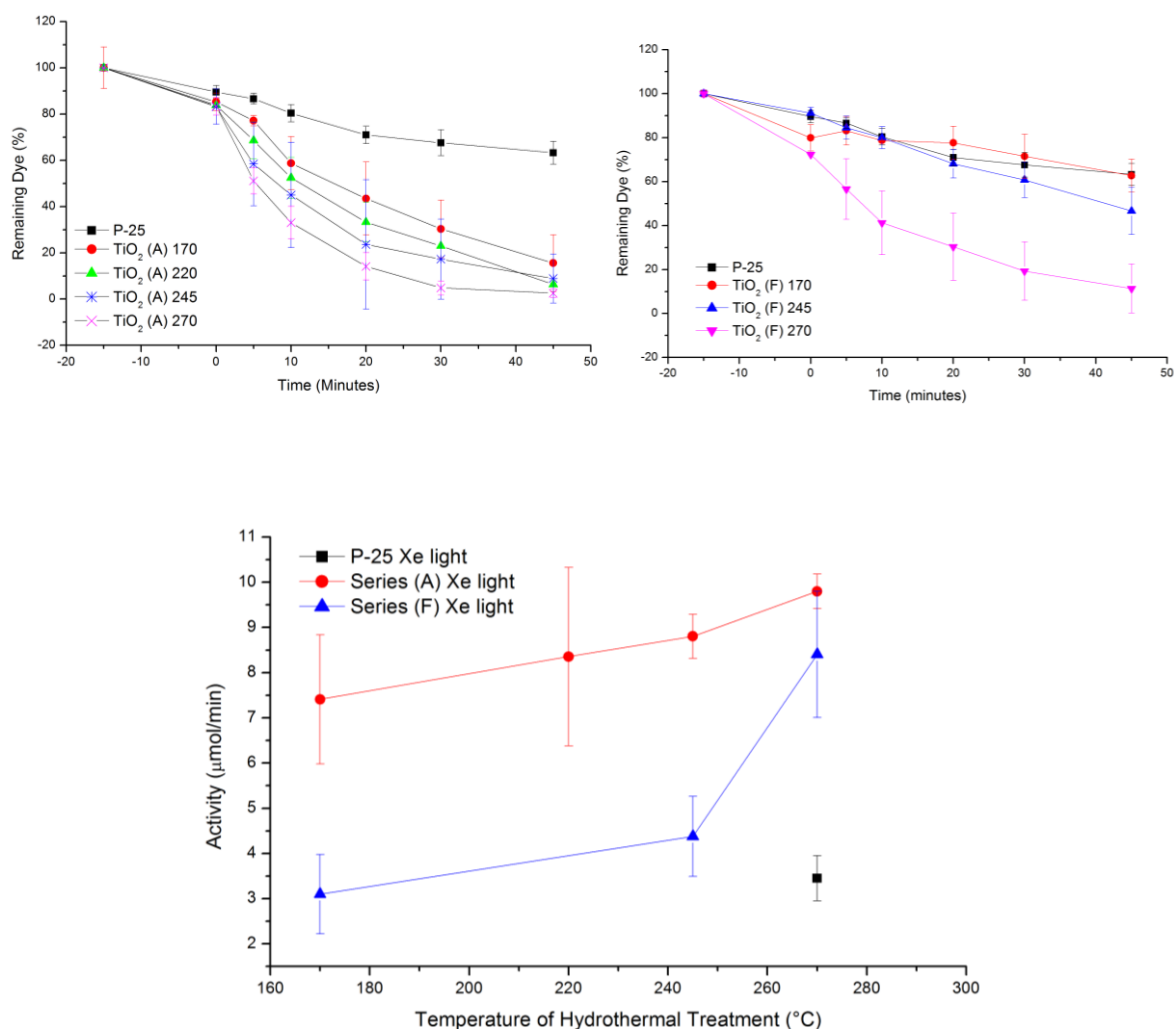 120
100
80
60
40
20
0
-20
Remaining Dye (%)
P-25
TiO₂ (A) 170
TiO₂ (A) 220
TiO₂ (A) 245
TiO₂ (A) 270
-20 -10 0 10 20 30 40 50
Time (Minutes)
120
100
80
60
40
20
0
-20
Remaining Dye (%)
P-25
TiO₂ (F) 170
TiO₂ (F) 245
TiO₂ (F) 270
-20 -10 0 10 20 30 40 50
Time (minutes)
11
10
9
8
7
6
5
4
3
2
Activity (μmol/min)
P-25 Xe light
Series (A) Xe light
Series (F) Xe light
160 180 200 220 240 260 280 300
Temperature of Hydrothermal Treatment (°C)